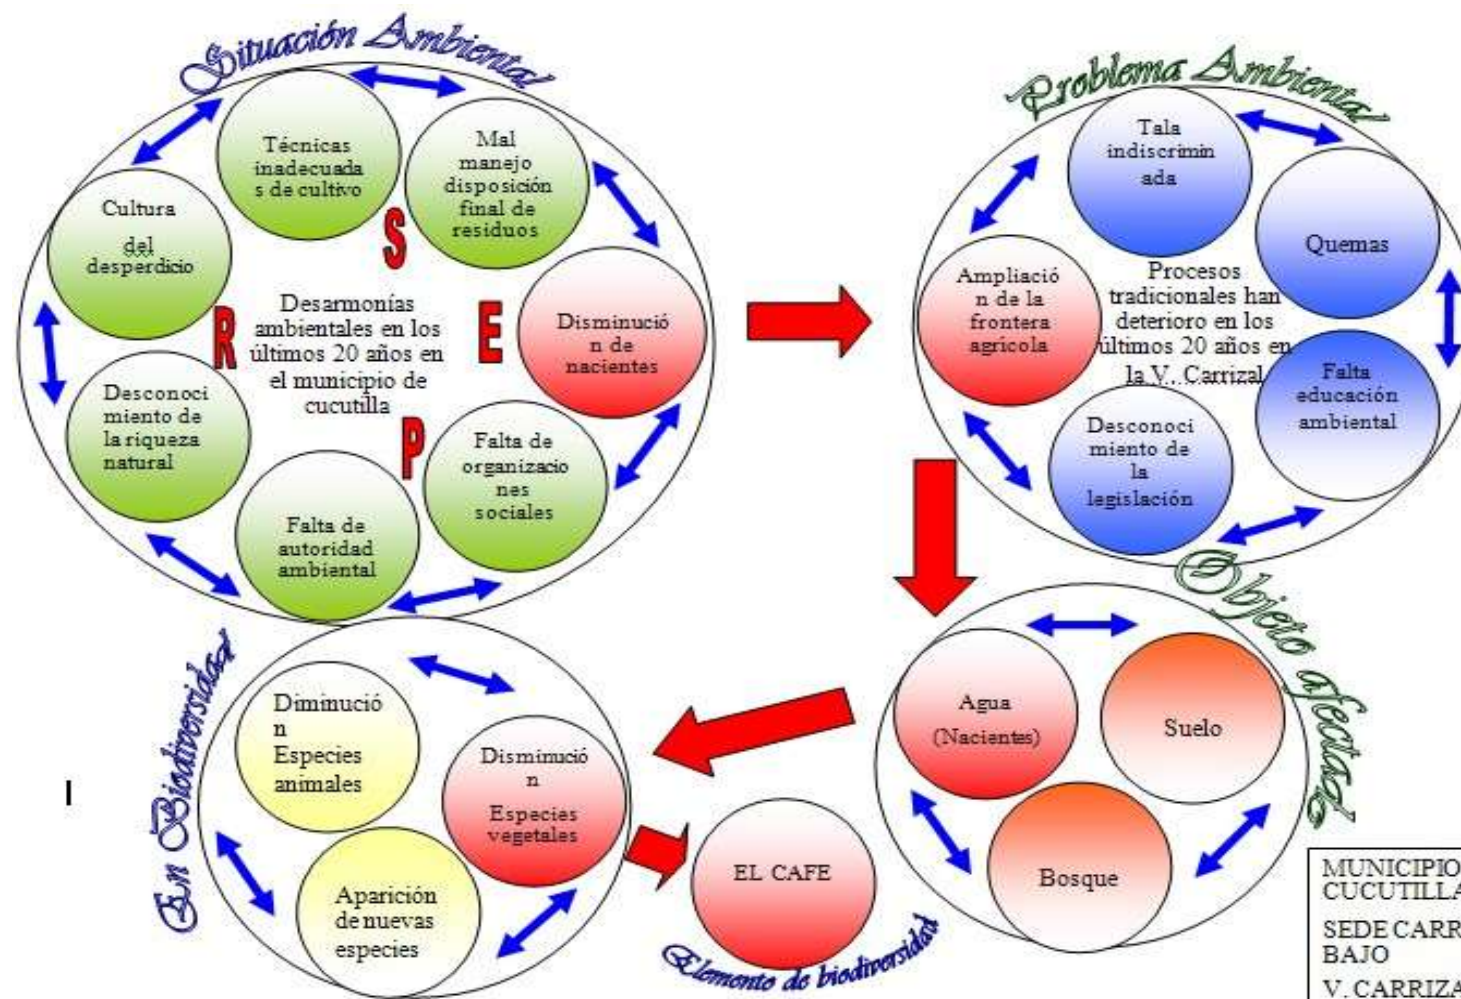 Situación Ambiental
Técnicas
inadecuada
s de cultivo
Mal
manejo
disposición
final de
residuos
Cultura
del
desperdicio
S
R
E
P
Desarmonías
ambientales en los
últimos 20 años en
el municipio de
cucutilla
Disminució
n de
nacientes
Desconoci
miento de
la riqueza
natural
Falta de
organizacio
nes
sociales
Falta de
autoridad
ambiental
Problema Ambiental
Tala
indiscrimin
ada
Quemas
Ampliació
n de la
frontera
agrícola
Procesos
tradicionales han
deterioro en los
últimos 20 años en
la V. Carrizal
Falta
educación
ambiental
Desconoci
miento de
la
legislación
Objeto afectado
Agua
(Nacientes)
Suelo
Bosque
En Biodiversidad
Diminució
n
Especies
animales
Disminució
n
Especies
vegetales
Aparición
de nuevas
especies
I
EL CAFE
Elemento de biodiversidad
MUNICIPIO
CUCUTILLA
SEDE CARR
BAJO
V. CARRIZA